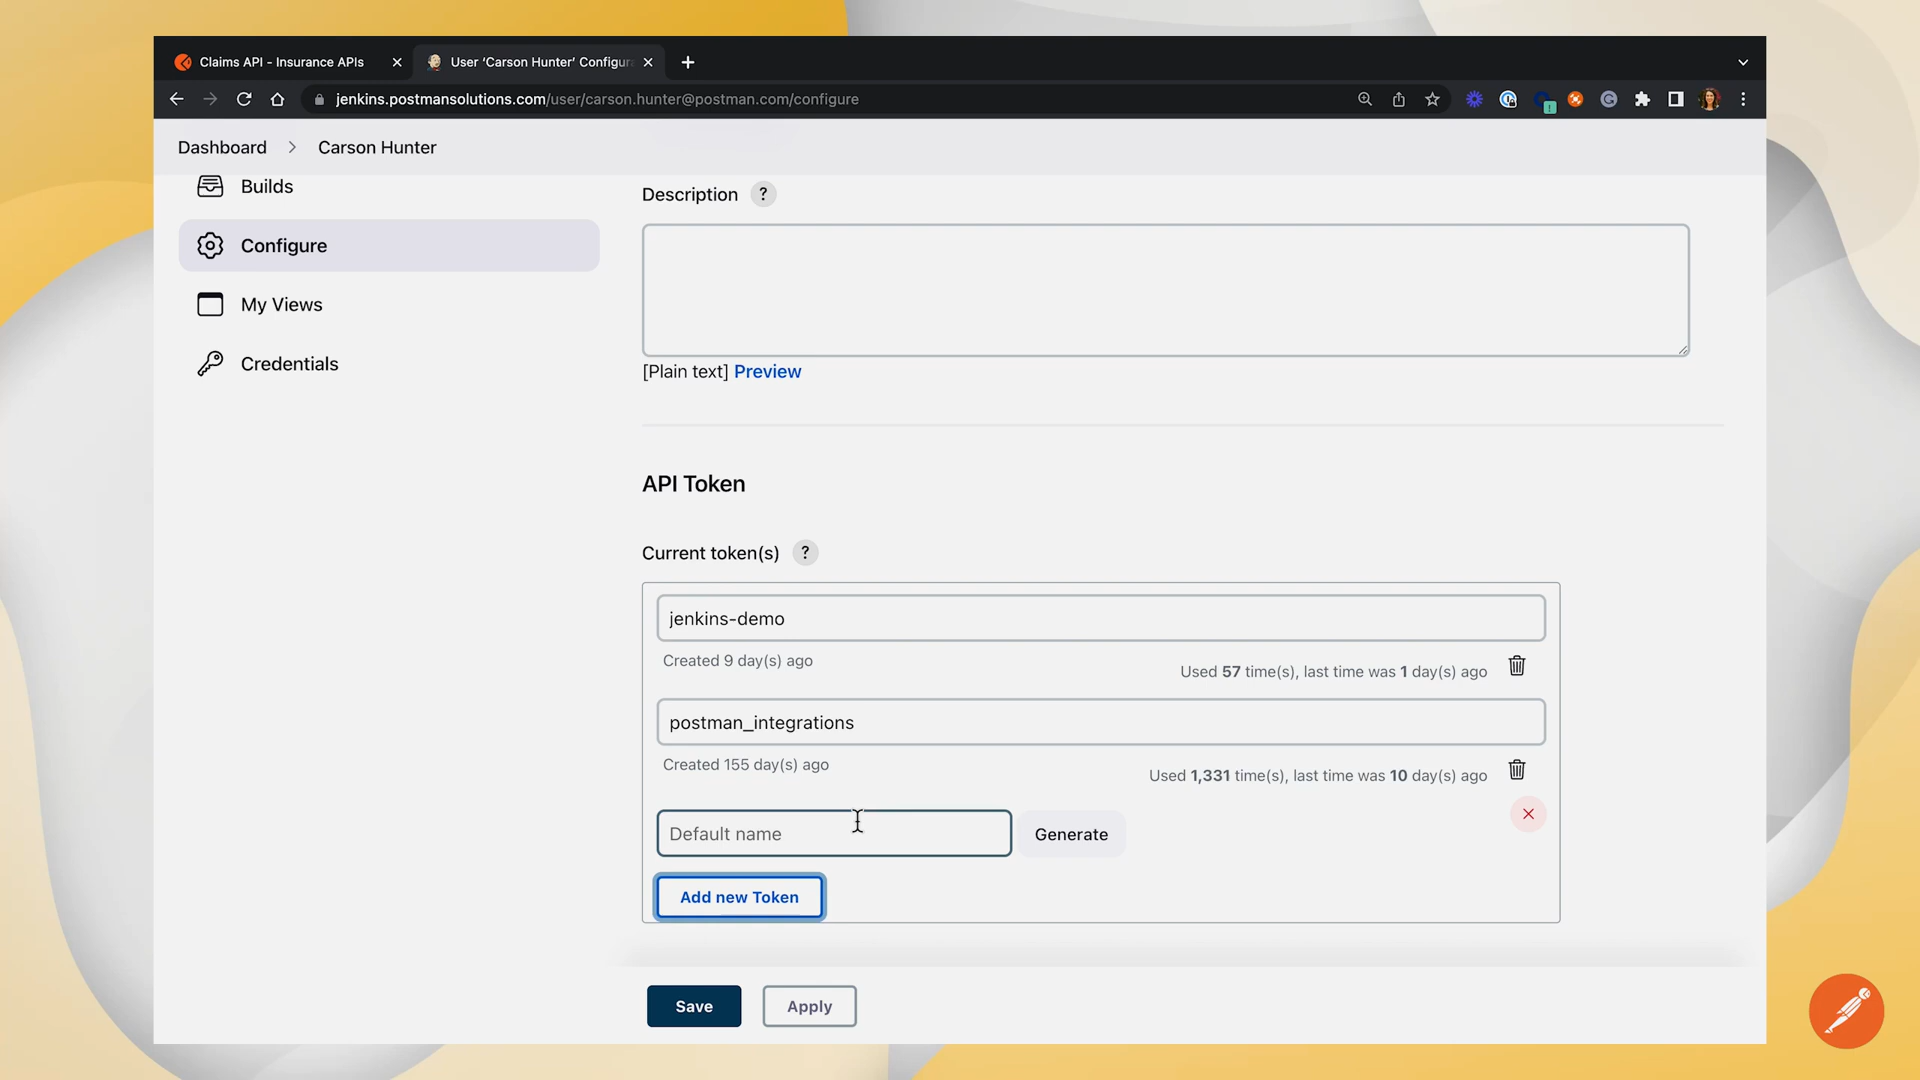 Claims API - Insurance APIs
User ‘Carson Hunter’ Configur
jenkins.postmansolutions.com/user/carson.hunter@postman.com/configure
Dashboard > Carson Hunter
Builds
Configure
My Views
Credentials
Description ?
[Plain text] Preview
API Token
Current token(s) ?
jenkins-demo
Created 9 day(s) ago
Used 57 time(s), last time was 1 day(s) ago
postman_integrations
Created 155 day(s) ago
Used 1,331 time(s), last time was 10 day(s) ago
Default name
Generate
Add new Token
Save
Apply